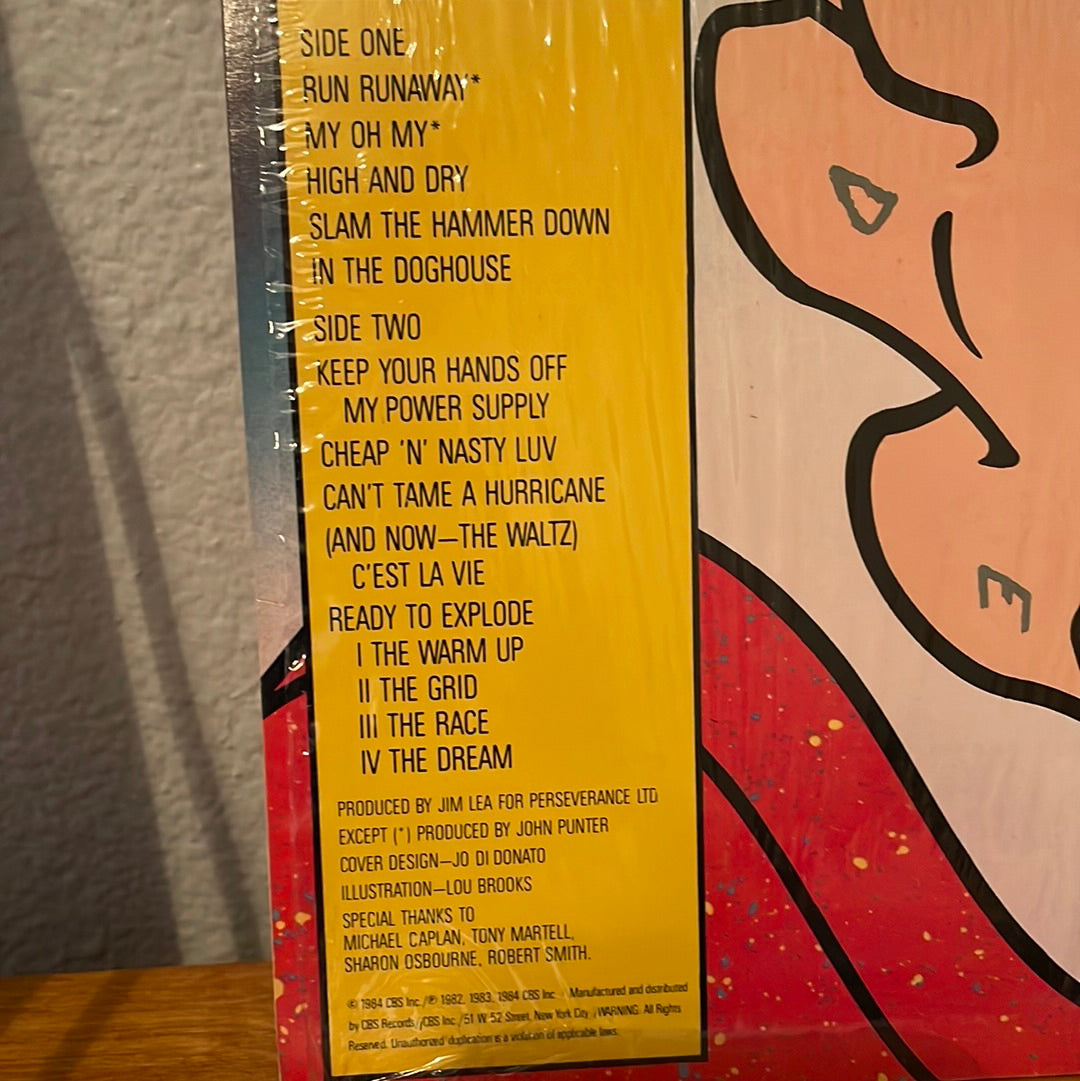 SIDE ONE
RUN RUNAWAY*
MY OH MY*
HIGH AND DRY
SLAM THE HAMMER DOWN
IN THE DOGHOUSE
SIDE TWO
KEEP YOUR HANDS OFF
MY POWER SUPPLY
CHEAP 'N' NASTY LUV
CAN'T TAME A HURRICANE
(AND NOW—THE WALTZ)
C'EST LA VIE
READY TO EXPLODE
I THE WARM UP
II THE GRID
III THE RACE
IV THE DREAM
PRODUCED BY JIM LEA FOR PERSEVERANCE LTD
EXCEPT (*) PRODUCED BY JOHN PUNTER
COVER DESIGN—JO DI DONATO
ILLUSTRATION—LOU BROOKS
SPECIAL THANKS TO
MICHAEL CAPLAN, TONY MARTELL,
SHARON OSBOURNE, ROBERT SMITH.
© 1984 CBS Inc./℗ 1982, 1983, 1984 CBS Inc. Manufactured and distributed
by CBS Records/CBS Inc./51 W. 52 Street, New York City /WARNING: All Rights
Reserved. Unauthorized duplication is a violation of applicable laws.
E